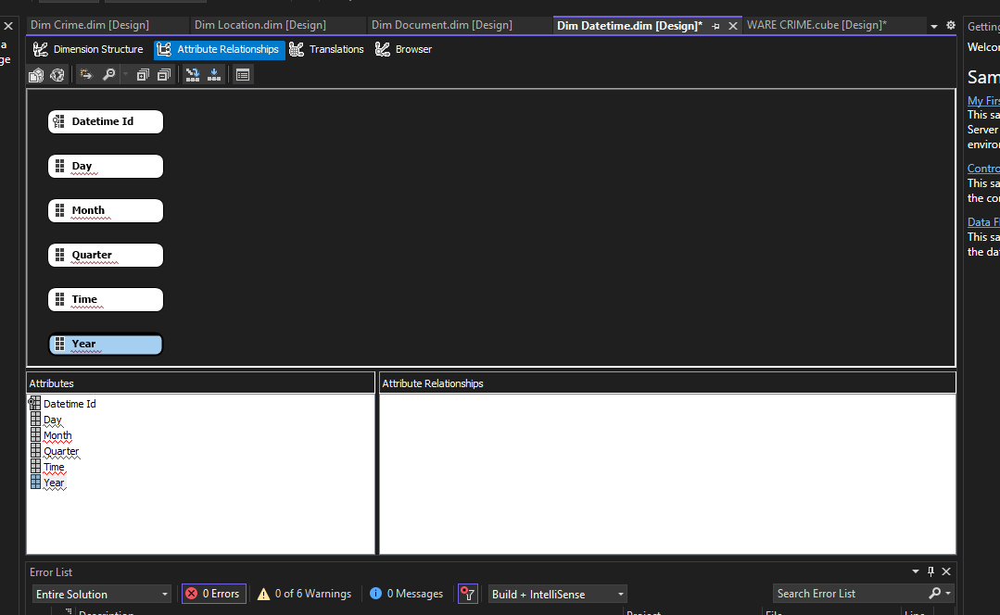 Dim Crime.dim [Design] Dim Location.dim [Design] Dim Document.dim [Design] Dim Datetime.dim [Design]* WARE CRIME.cube [Design]*
Dimension Structure Attribute Relationships Translations Browser
Datetime Id
Day
Month
Quarter
Time
Year
Attributes
Datetime Id
Day
Month
Quarter
Time
Year
Attribute Relationships
Error List
Entire Solution 0 Errors 0 of 6 Warnings 0 Messages Build + IntelliSense Search Error List
Description Project File Line
a
ge
Getting
Welcom
Sam
My Firs
This sa
Server
environ
Contro
This sa
the co
Data Fl
This sa
the dat